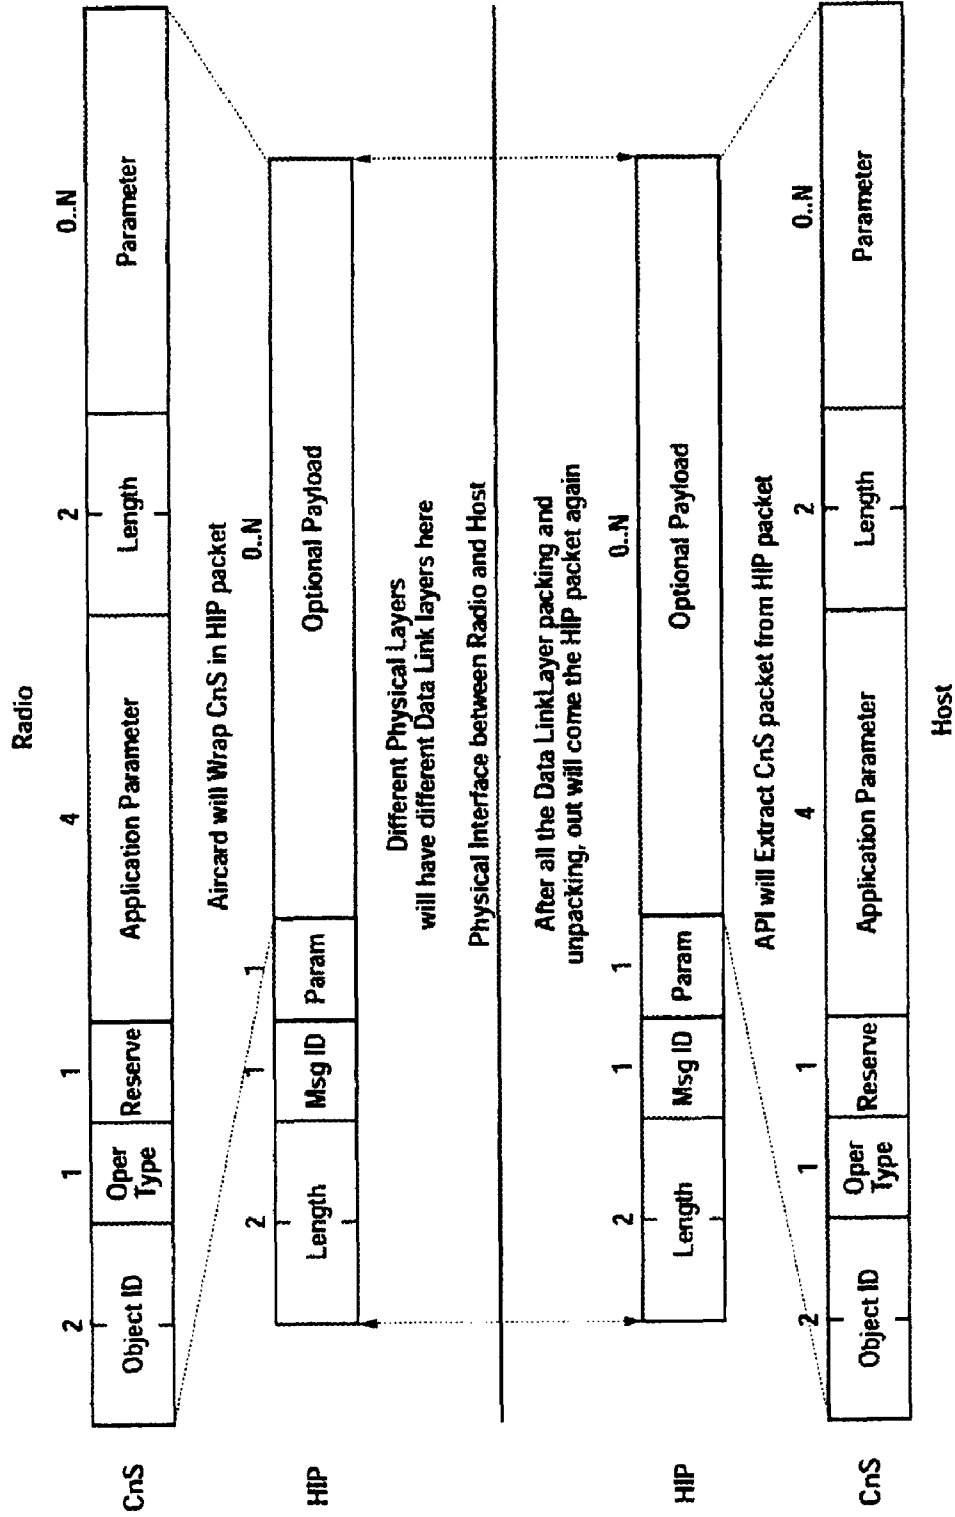 Radio
2
1
1
4
2
0..N
CnS
Object ID
Oper
Type
Reserve
Application Parameter
Length
Parameter
Aircard will Wrap CnS in HIP packet
2
1
1
0..N
HIP
Length
Msg ID
Param
Optional Payload
Different Physical Layers
will have different Data Link layers here
Physical Interface between Radio and Host
After all the Data LinkLayer packing and
unpacking, out will come the HIP packet again
2
1
1
0..N
HIP
Length
Msg ID
Param
Optional Payload
API will Extract CnS packet from HIP packet
2
1
1
4
2
0..N
CnS
Object ID
Oper
Type
Reserve
Application Parameter
Length
Parameter
Host